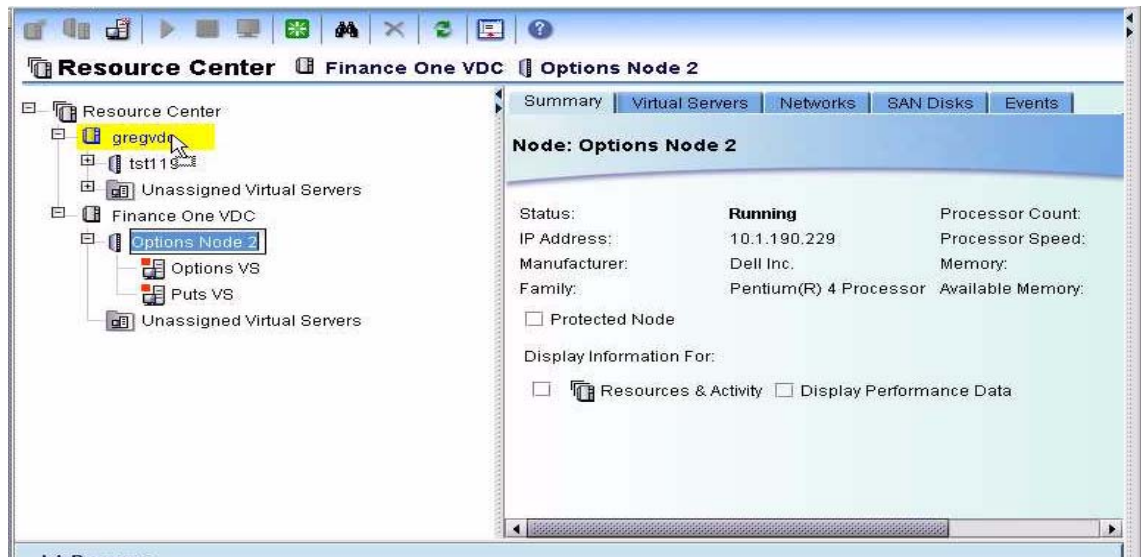 Resource Center Finance One VDC Options Node 2
Resource Center
gregvdc
tst119
Unassigned Virtual Servers
Finance One VDC
Options Node 2
Options VS
Puts VS
Unassigned Virtual Servers
Summary Virtual Servers Networks SAN Disks Events
Node: Options Node 2
Status: Running Processor Count:
IP Address: 10.1.190.229 Processor Speed:
Manufacturer: Dell Inc. Memory:
Family: Pentium(R) 4 Processor Available Memory:
Protected Node
Display Information For:
Resources & Activity Display Performance Data